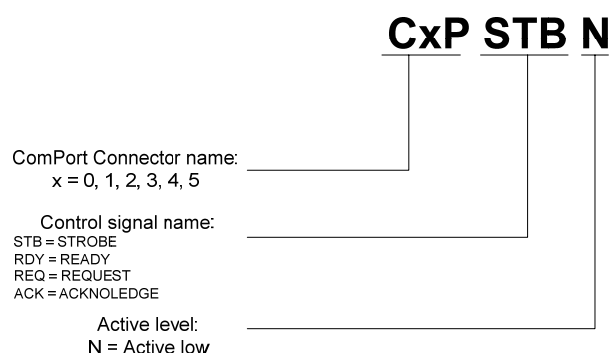 CxP STB N
ComPort Connector name:
x = 0, 1, 2, 3, 4, 5
Control signal name:
STB = STROBE
RDY = READY
REQ = REQUEST
ACK = ACKNOLEDGE
Active level:
N = Active low